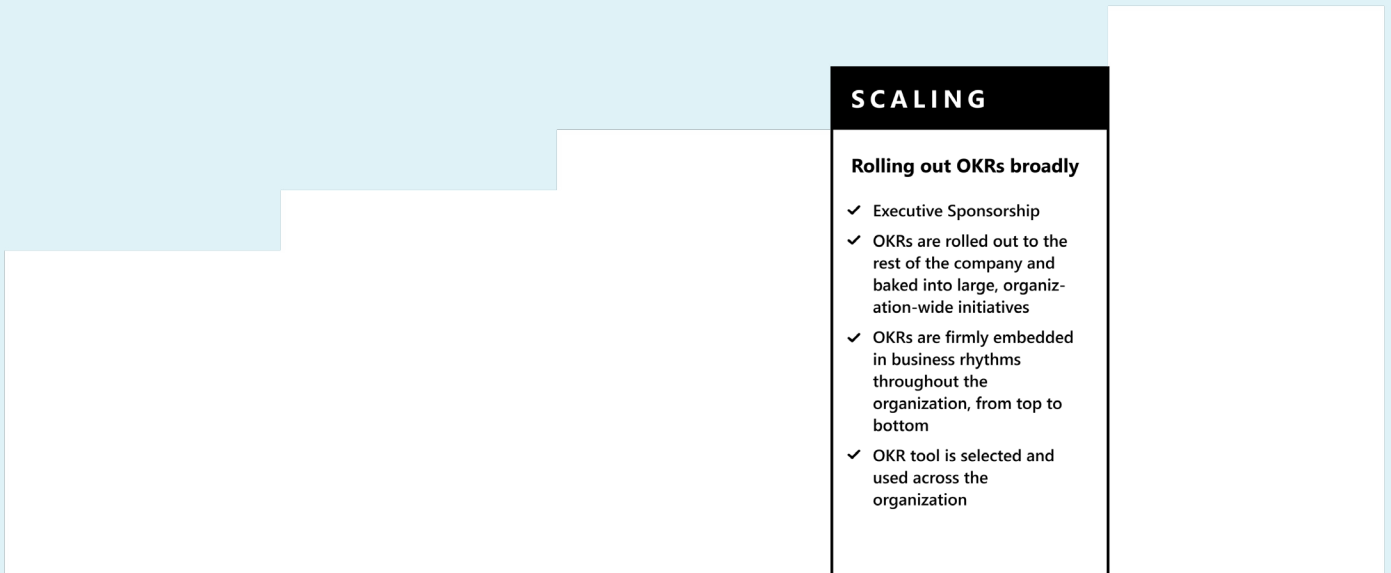 SCALING
Rolling out OKRs broadly
Executive Sponsorship
OKRs are rolled out to the
rest of the company and
baked into large, organiz-
ation-wide initiatives
OKRs are firmly embedded
in business rhythms
throughout the
organization, from top to
bottom
OKR tool is selected and
used across the
organization